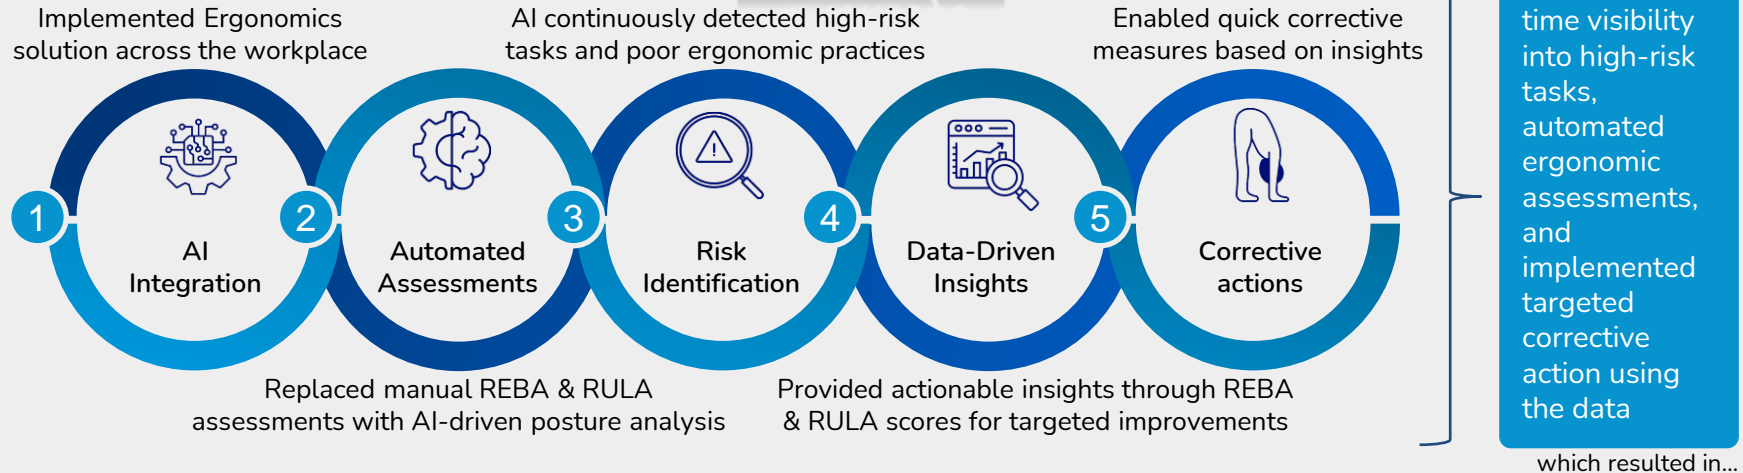 Implemented Ergonomics
solution across the workplace
AI continuously detected high-risk
tasks and poor ergonomic practices
Enabled quick corrective
measures based on insights
1
AI
Integration
2
Automated
Assessments
3
Risk
Identification
4
Data-Driven
Insights
5
Corrective
actions
Replaced manual REBA & RULA
assessments with AI-driven posture analysis
Provided actionable insights through REBA
& RULA scores for targeted improvements
time visibility
into high-risk
tasks,
automated
ergonomic
assessments,
and
implemented
targeted
corrective
action using
the data
which resulted in...